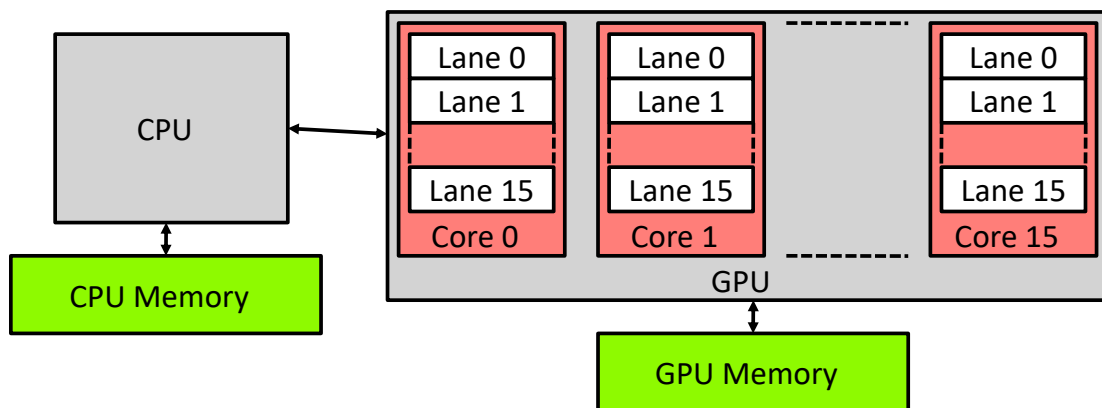 CPU
CPU Memory
Lane 0
Lane 1
Lane 15
Core 0
Lane 0
Lane 1
Lane 15
Core 1
Lane 0
Lane 1
Lane 15
Core 15
GPU
GPU Memory